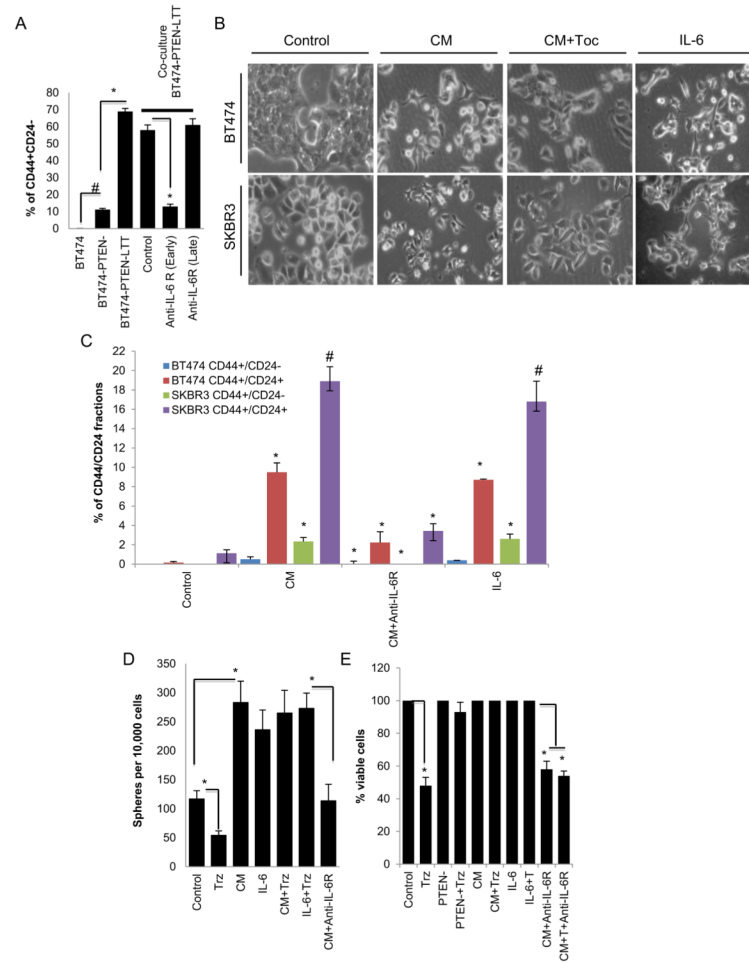 A
Co-culture
BT474-PTEN-LTT
% of CD44+CD24-
80
70
60
50
40
30
20
10
0
*
#
*
BT474
BT474-PTEN-
BT474-PTEN-LTT
Control
Anti-IL-6 R (Early)
Anti-IL-6R (Late)
B
Control
CM
CM+Toc
IL-6
BT474
SKBR3
C
% of CD44/CD24 fractions
22
20
18
16
14
12
10
8
6
4
2
0
BT474 CD44+/CD24-
BT474 CD44+/CD24+
SKBR3 CD44+/CD24-
SKBR3 CD44+/CD24+
*
*
#
*
*
*
*
*
*
#
Control
CM
CM+Anti-IL-6R
IL-6
D
Spheres per 10,000 cells
350
300
250
200
150
100
50
0
*
*
*
Control
Trz
CM
IL-6
CM+Trz
IL-6+Trz
CM+Anti-IL-6R
E
% viable cells
120
100
80
60
40
20
0
*
*
*
Control
Trz
PTEN-
PTEN-+Trz
CM
CM+Trz
IL-6
IL-6+T
CM+Anti-IL-6R
CM+T+Anti-IL-6R